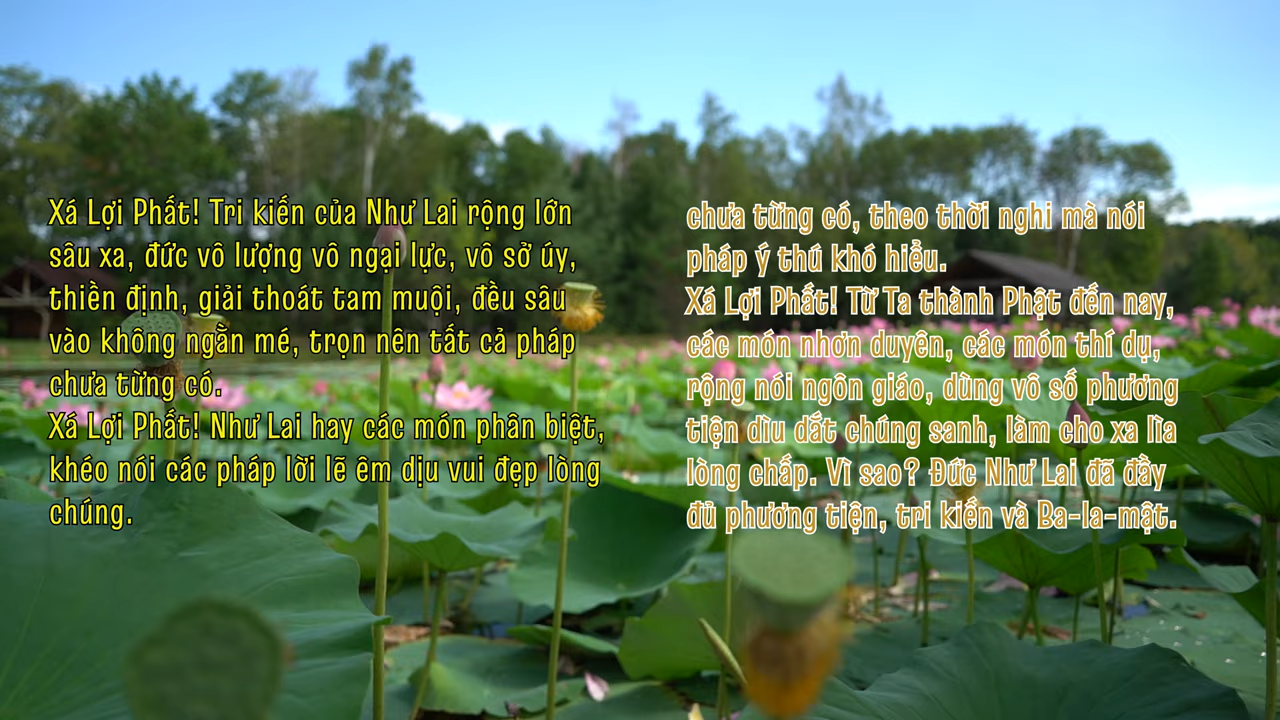 Xá Lợi Phất! Tri kiến của Như Lai rộng lớn
sâu xa, đức vô lượng vô ngại lực, vô sở úy,
thiền định, giải thoát tam muội, đều sâu
vào không ngằn mé, trọn nên tất cả pháp
chưa từng có.
Xá Lợi Phất! Như Lai hay các món phân biệt,
khéo nói các pháp lời lẽ êm dịu vui đẹp lòng
chúng.
chưa từng có, theo thời nghi mà nói
pháp ý thú khó hiểu.
Xá Lợi Phất! Từ Ta thành Phật đến nay,
các món nhơn duyên, các món thí dụ,
rộng nói ngôn giáo, dùng vô số phương
tiện dìu dắt chúng sanh, làm cho xa lìa
lòng chấp. Vì sao? Đức Như Lai đã đầy
đủ phương tiện, tri kiến và Ba-la-mật.